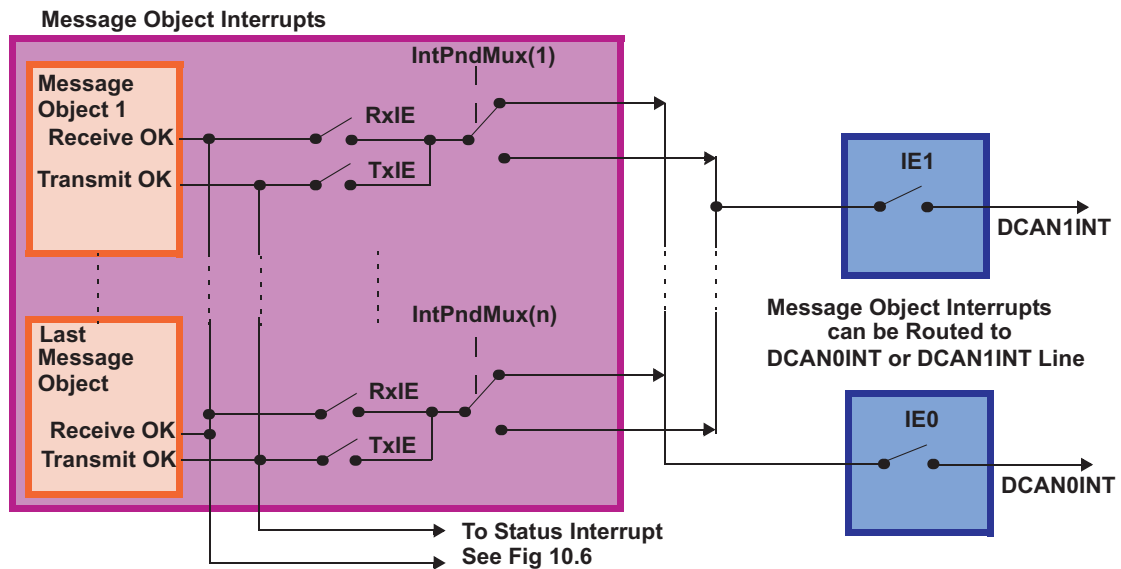 Message Object Interrupts
IntPndMux(1)
Message
Object 1
Receive OK
Transmit OK
RxIE
TxIE
IE1
DCAN1INT
Message Object Interrupts
can be Routed to
DCAN0INT or DCAN1INT Line
IntPndMux(n)
Last
Message
Object
Receive OK
Transmit OK
RxIE
TxIE
IE0
DCAN0INT
To Status Interrupt
See Fig 10.6